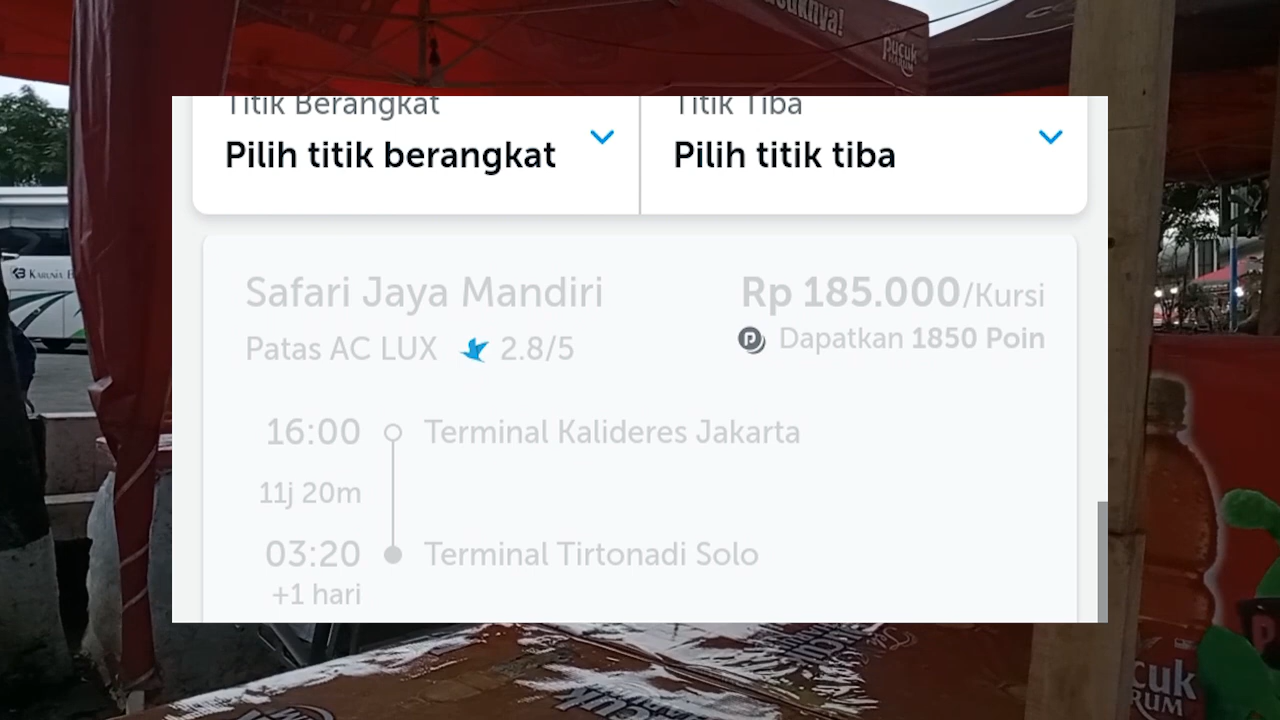 pucuk
HARUM
Titik Berangkat
Titik Tiba
Pilih titik berangkat
Pilih titik tiba
Safari Jaya Mandiri
Rp 185.000/Kursi
Patas AC LUX 2.8/5
Dapatkan 1850 Poin
16:00 Terminal Kalideres Jakarta
11j 20m
03:20 Terminal Tirtonadi Solo
+1 hari
KARUNIA